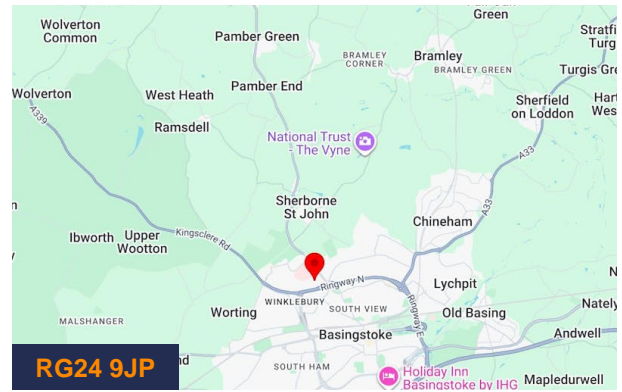 Wolverton
Common
Pamber Green
Green
Stratfi
Turg
BRAMLEY
CORNER
Bramley
BRAMLEY GREEN
Turgis Gre
Wolverton
West Heath
Pamber End
Sherfield
on Loddon
Hart
Wes
A339
Ramsdell
National Trust
- The Vyne
A33
Sherborne
St John
Chineham
A33
Kingsclere Rd
Ibworth
Upper
Wootton
Ringway N
Lychpit
WINKLEBURY
SOUTH VIEW
Ringway E
Old Basing
Nately
Worting
MALSHANGER
Basingstoke
Andwell
SOUTH HAM
Holiday Inn
Basingstoke by IHG
Mapledurwell
RG24 9JP